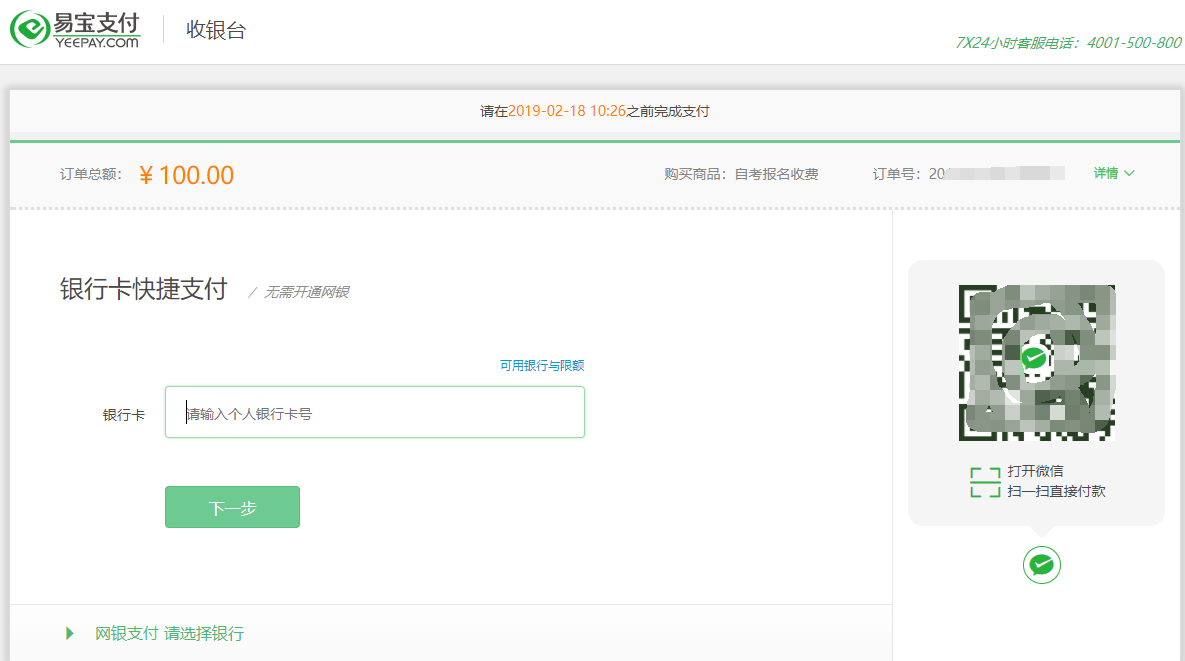 易宝支付
YEEPAY.COM
收银台
7X24小时客服电话：4001-500-800
请在2019-02-18 10:26之前完成支付
订单总额： ¥ 100.00
购买商品：自考报名收费
订单号：20
详情
银行卡快捷支付 / 无需开通网银
可用银行与限额
银行卡
请输入个人银行卡号
下一步
打开微信
扫一扫直接付款
网银支付 请选择银行